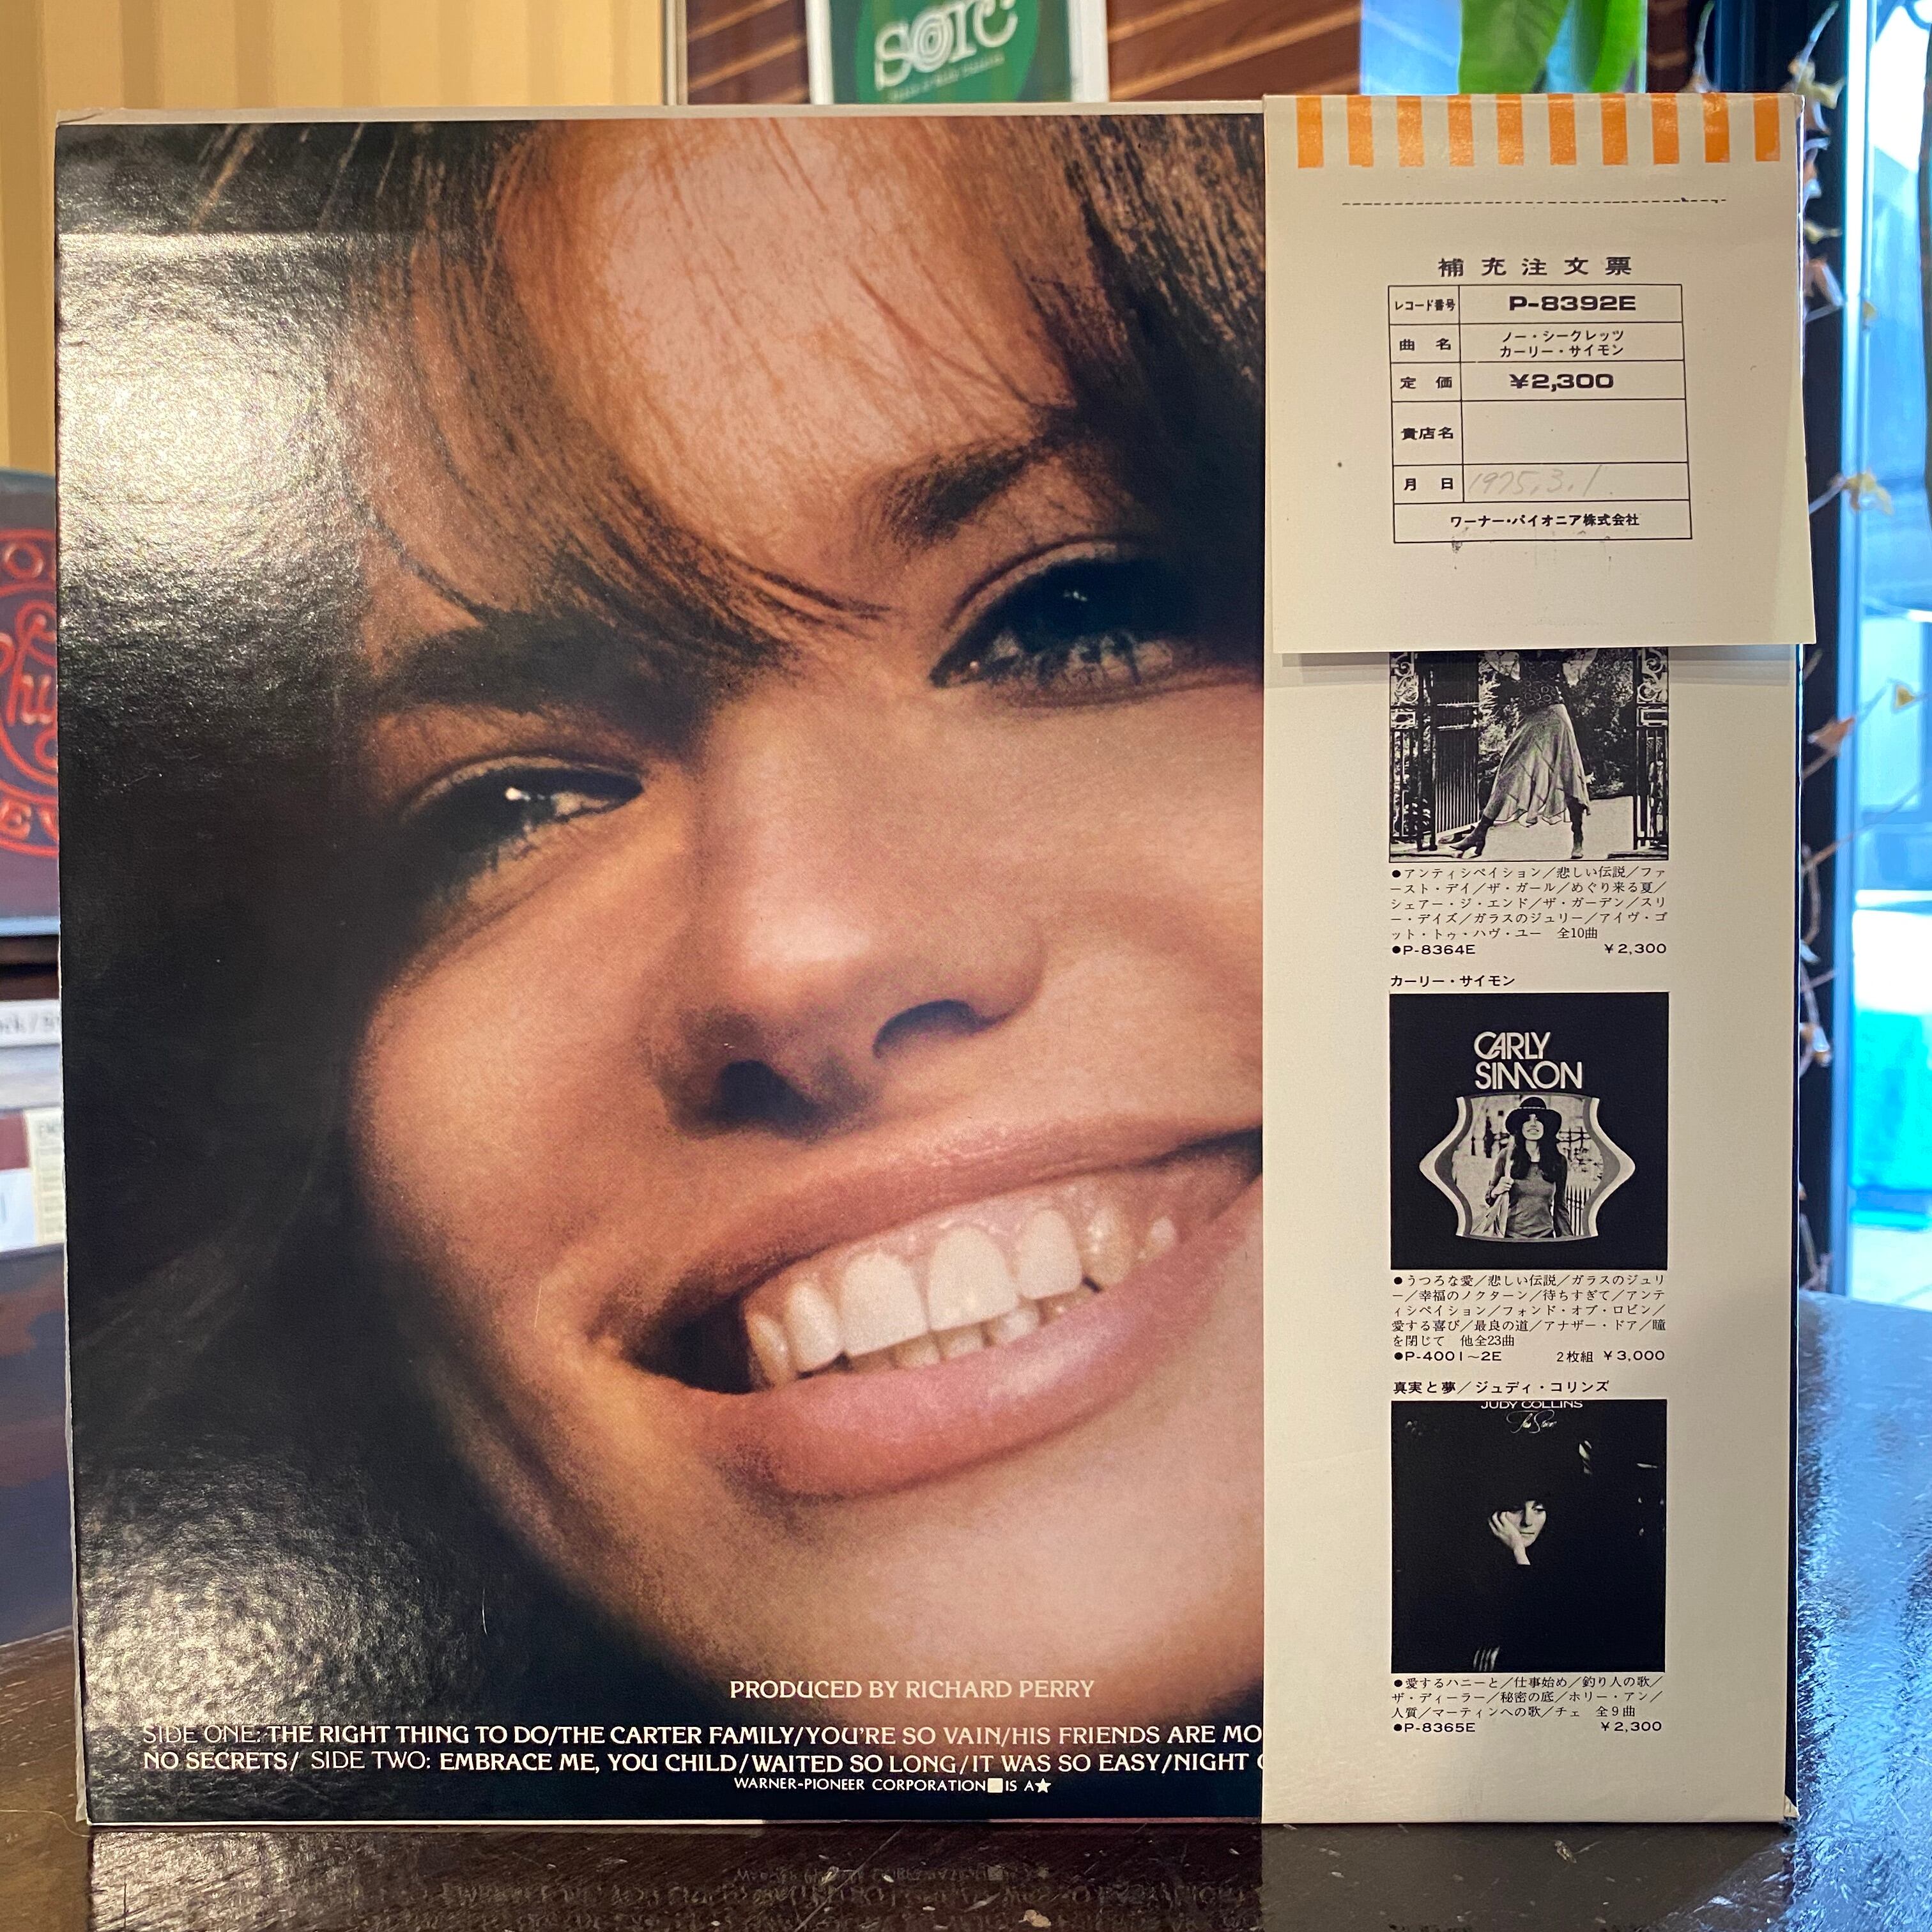 sorc
補充注文票
レコード番号 P-8392E
曲名 ノー・シークレッツ
カーリー・サイモン
定価 ¥2,300
貴店名
月日 1975.3.1.
ワーナー・パイオニア株式会社
●アンティシペイション／悲しい伝説／ファ
ースト・デイ／ザ・ガール／めぐり来る夏／
シェアー・ジ・エンド／ザ・ガーデン／スリ
ー・デイズ／ガラスのジュリー／アイヴ・ゴ
ット・トゥ・ハヴ・ユー 全10曲
●P-8364E ¥2,300
カーリー・サイモン
CARLY
SIMON
●うつろな愛／悲しい伝説／ガラスのジュリ
ー／幸福のノクターン／待ちすぎて／アンテ
ィシペイション／フォンド・オブ・ロビン／
愛する喜び／最良の道／アナザー・ドア／瞳
を閉じて 他全23曲
●P-4001〜2E 2枚組 ¥3,000
真実と夢／ジュディ・コリンズ
JUDY COLLINS
●愛するハニーと／仕事始め／釣り人の歌／
ザ・ディーラー／秘密の底／ホリー・アン／
人質／マーティンへの歌／チェ 全9曲
●P-8365E ¥2,300
PRODUCED BY RICHARD PERRY
SIDE ONE: THE RIGHT THING TO DO/THE CARTER FAMILY/YOU'RE SO VAIN/HIS FRIENDS ARE MO
NO SECRETS/ SIDE TWO: EMBRACE ME, YOU CHILD/WAITED SO LONG/IT WAS SO EASY/NIGHT
WARNER-PIONEER CORPORATION IS A